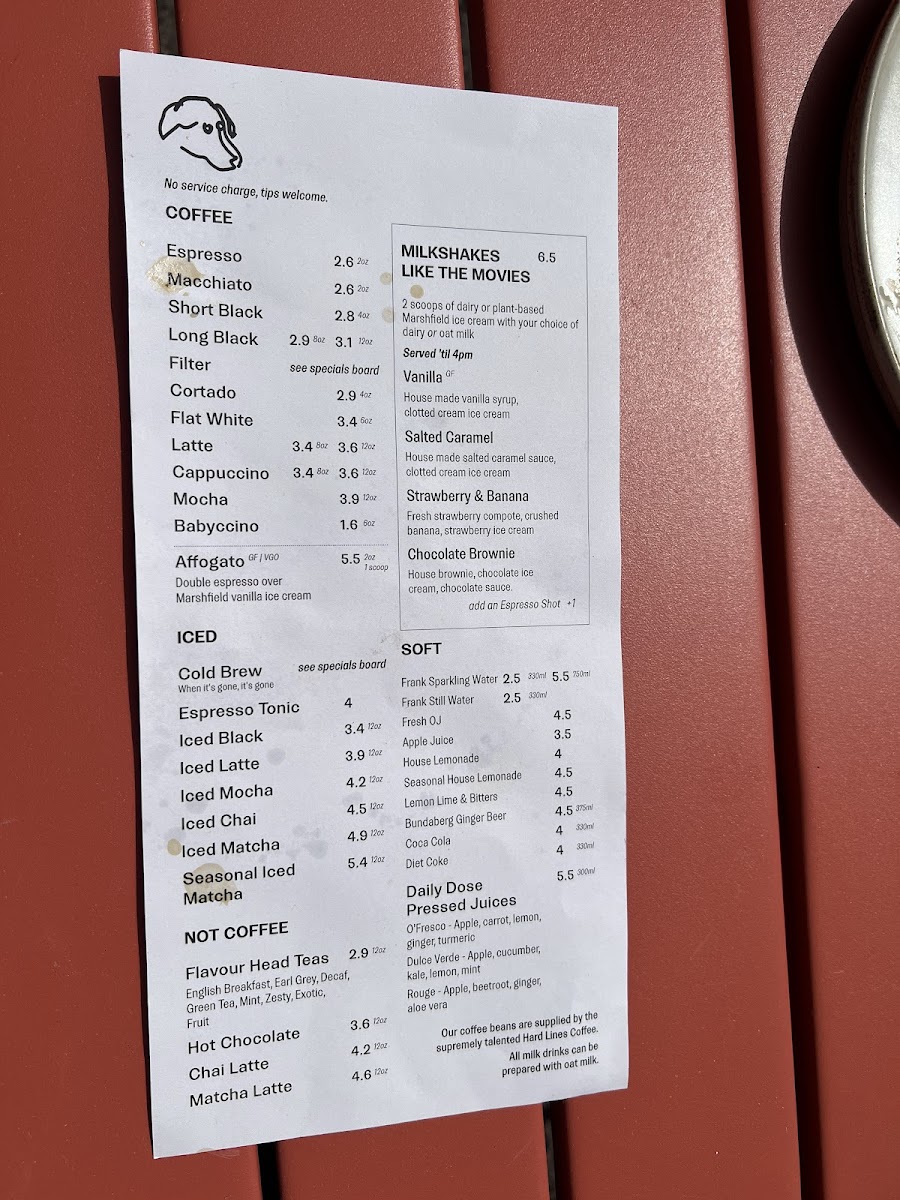 No service charge, tips welcome.
COFFEE
Espresso 2.6 2oz
Macchiato 2.6 2oz
Short Black 2.8 4oz
Long Black 2.9 8oz 3.1 12oz
Filter see specials board
Cortado 2.9 4oz
Flat White 3.4 6oz
Latte 3.4 8oz 3.6 12oz
Cappuccino 3.4 8oz 3.6 12oz
Mocha 3.9 12oz
Babyccino 1.6 6oz
Affogato GF / VGO 5.5 2oz
1 scoop
Double espresso over
Marshfield vanilla ice cream
ICED
Cold Brew see specials board
When it's gone, it's gone
Espresso Tonic 4
Iced Black 3.4 12oz
Iced Latte 3.9 12oz
Iced Mocha 4.2 12oz
Iced Chai 4.5 12oz
Iced Matcha 4.9 12oz
Seasonal Iced 5.4 12oz
Matcha
NOT COFFEE
Flavour Head Teas 2.9 12oz
English Breakfast, Earl Grey, Decaf,
Green Tea, Mint, Zesty, Exotic,
Fruit
Hot Chocolate 3.6 12oz
Chai Latte 4.2 12oz
Matcha Latte 4.6 12oz
MILKSHAKES 6.5
LIKE THE MOVIES
2 scoops of dairy or plant-based
Marshfield ice cream with your choice of
dairy or oat milk
Served 'til 4pm
Vanilla GF
House made vanilla syrup,
clotted cream ice cream
Salted Caramel
House made salted caramel sauce,
clotted cream ice cream
Strawberry & Banana
Fresh strawberry compote, crushed
banana, strawberry ice cream
Chocolate Brownie
House brownie, chocolate ice
cream, chocolate sauce.
add an Espresso Shot +1
SOFT
Frank Sparkling Water 2.5 330ml 5.5 750ml
Frank Still Water 2.5 330ml
Fresh OJ 4.5
Apple Juice 3.5
House Lemonade 4
Seasonal House Lemonade 4.5
Lemon Lime & Bitters 4.5
Bundaberg Ginger Beer 4.5 375ml
Coca Cola 4 330ml
Diet Coke 4 330ml
Daily Dose 5.5 300ml
Pressed Juices
O'Fresco - Apple, carrot, lemon,
ginger, turmeric
Dulce Verde - Apple, cucumber,
kale, lemon, mint
Rouge - Apple, beetroot, ginger,
aloe vera
Our coffee beans are supplied by the
supremely talented Hard Lines Coffee.
All milk drinks can be
prepared with oat milk.